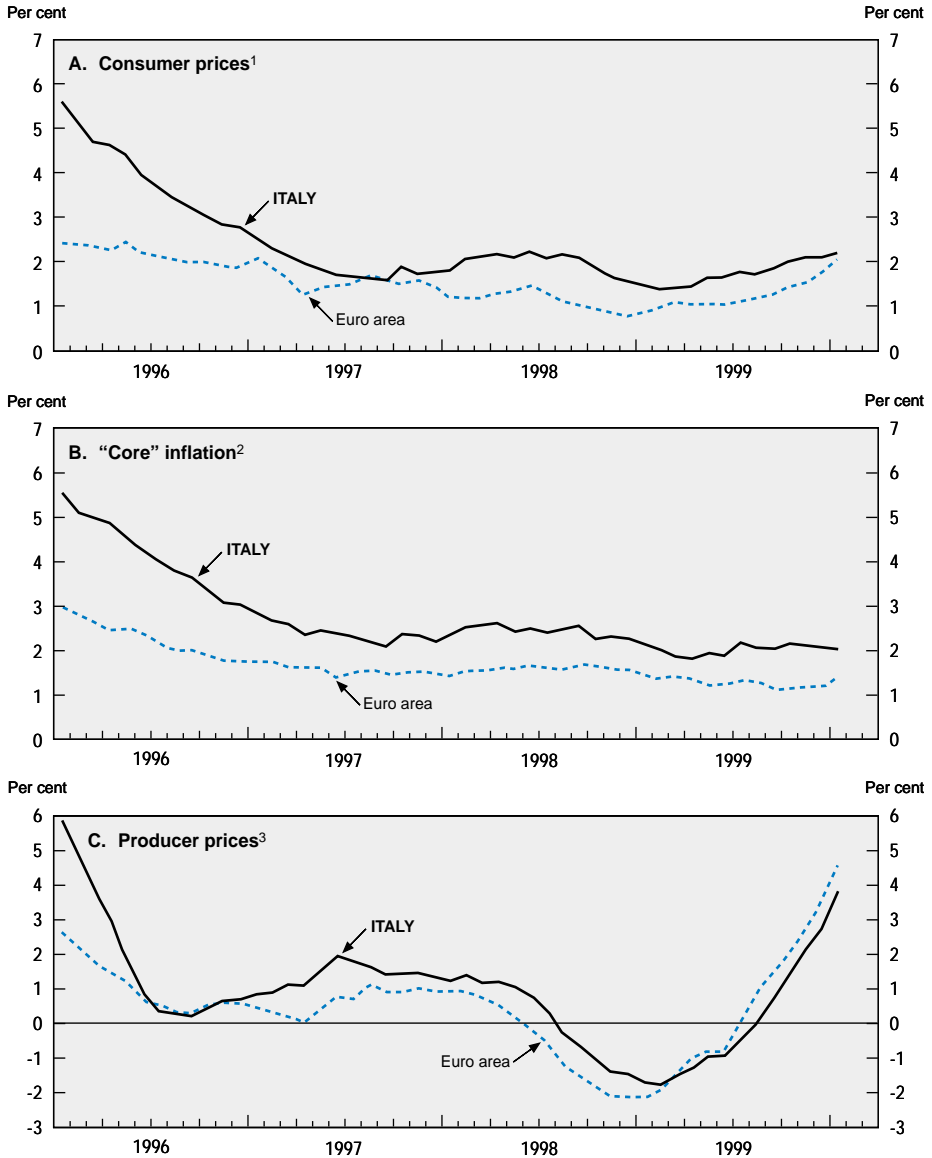 Per cent Per cent
7 7
A. Consumer prices1
6 6
5 5
4 4
ITALY
3 3
2 2
1 1
Euro area
0 0
1996 1997 1998 1999
Per cent Per cent
7 7
B. “Core” inflation2
6 6
5 5
ITALY
4 4
3 3
2 2
1 1
Euro area
0 0
1996 1997 1998 1999
Per cent Per cent
6 6
C. Producer prices3
5 5
4 4
3 3
ITALY
2 2
1 1
0 0
-1 -1
Euro area
-2 -2
-3 -3
1996 1997 1998 1999